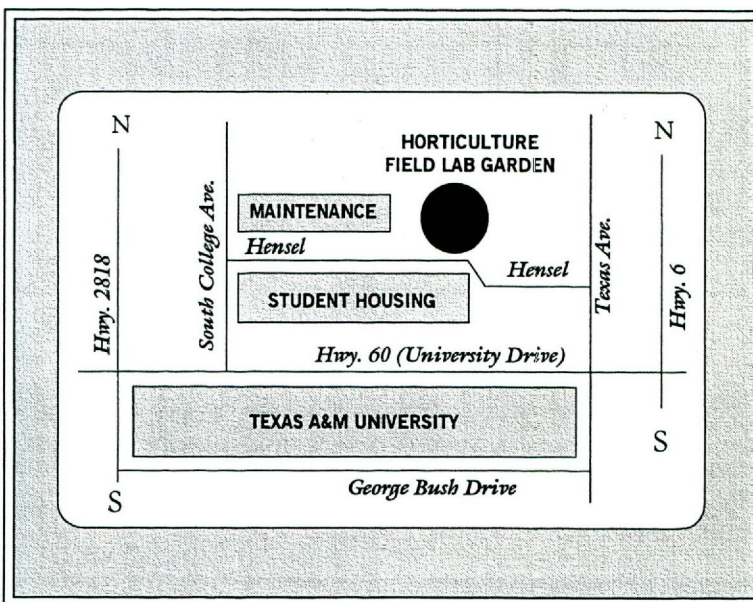 N
N
HORTICULTURE
FIELD LAB GARDEN
South College Ave.
MAINTENANCE
Hensel
Hwy. 2818
Hensel
Texas Ave.
Hwy. 6
STUDENT HOUSING
Hwy. 60 (University Drive)
TEXAS A&M UNIVERSITY
S
George Bush Drive
S